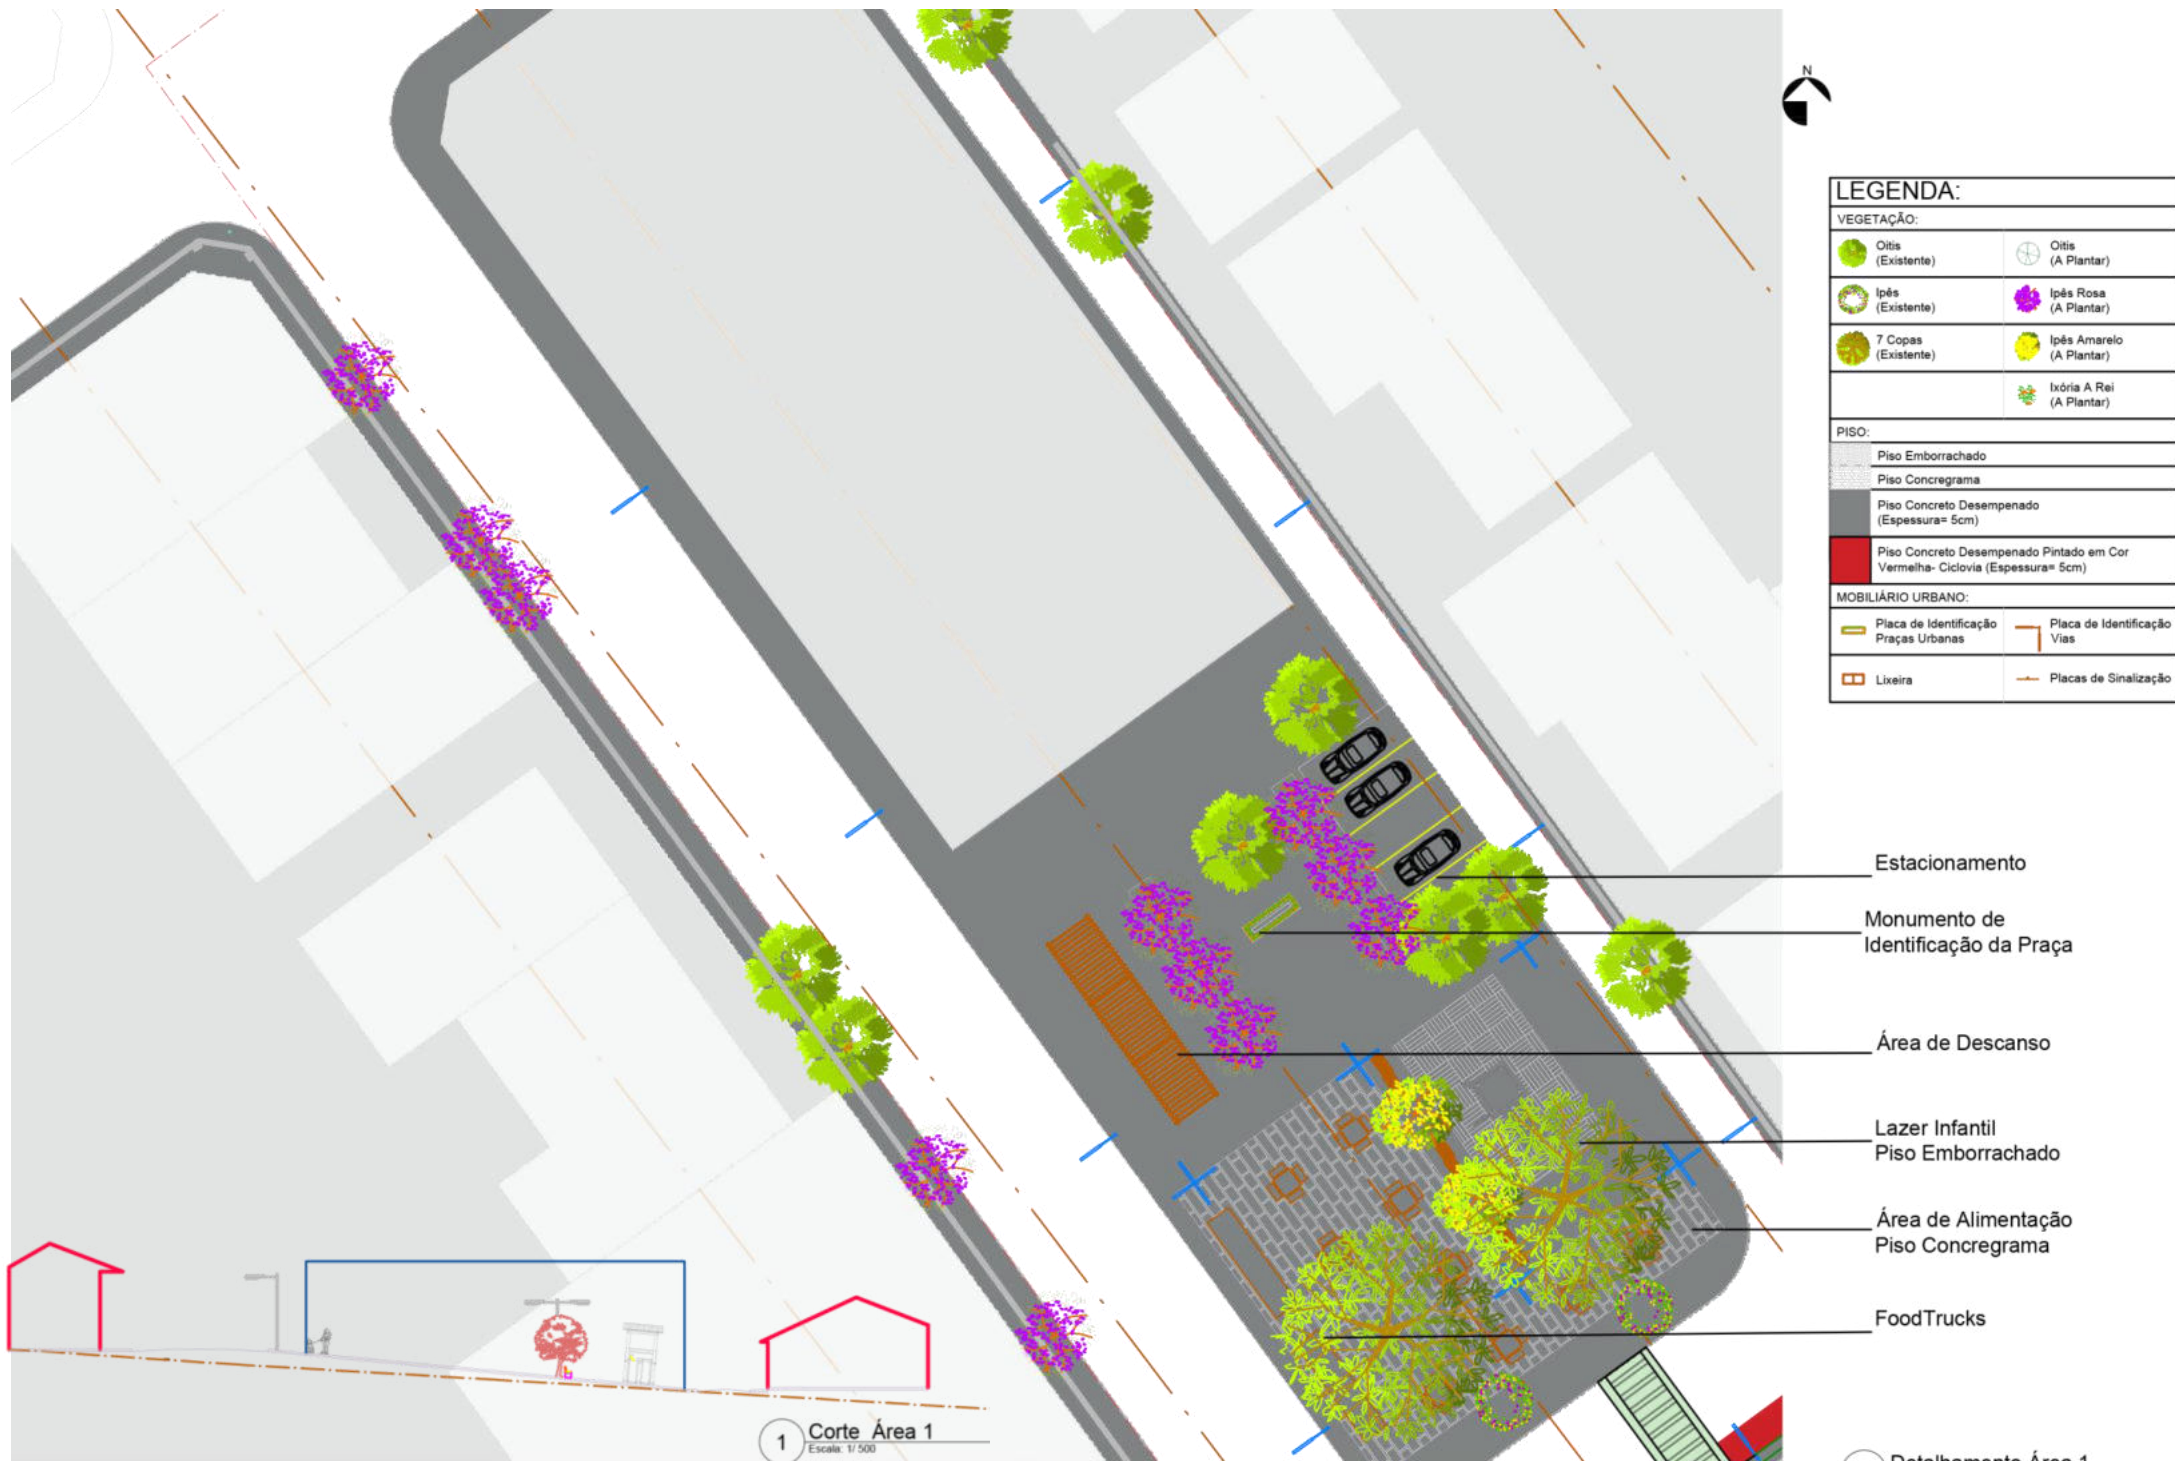 N
LEGENDA:
VEGETAÇÃO:
Oitis
(Existente)
Oitis
(A Plantar)
Ipês
(Existente)
Ipês Rosa
(A Plantar)
7 Copas
(Existente)
Ipês Amarelo
(A Plantar)
Ixória A Rei
(A Plantar)
PISO:
Piso Emborrachado
Piso Concregrama
Piso Concreto Desempenado
(Espessura= 5cm)
Piso Concreto Desempenado Pintado em Cor
Vermelha- Ciclovia (Espessura= 5cm)
MOBILIÁRIO URBANO:
Placa de Identificação
Praças Urbanas
Placa de Identificação
Vias
Lixeira
Placas de Sinalização
Estacionamento
Monumento de
Identificação da Praça
Área de Descanso
Lazer Infantil
Piso Emborrachado
Área de Alimentação
Piso Concregrama
FoodTrucks
1
Corte Área 1
Escala: 1/ 500
Detalhamento Área 1